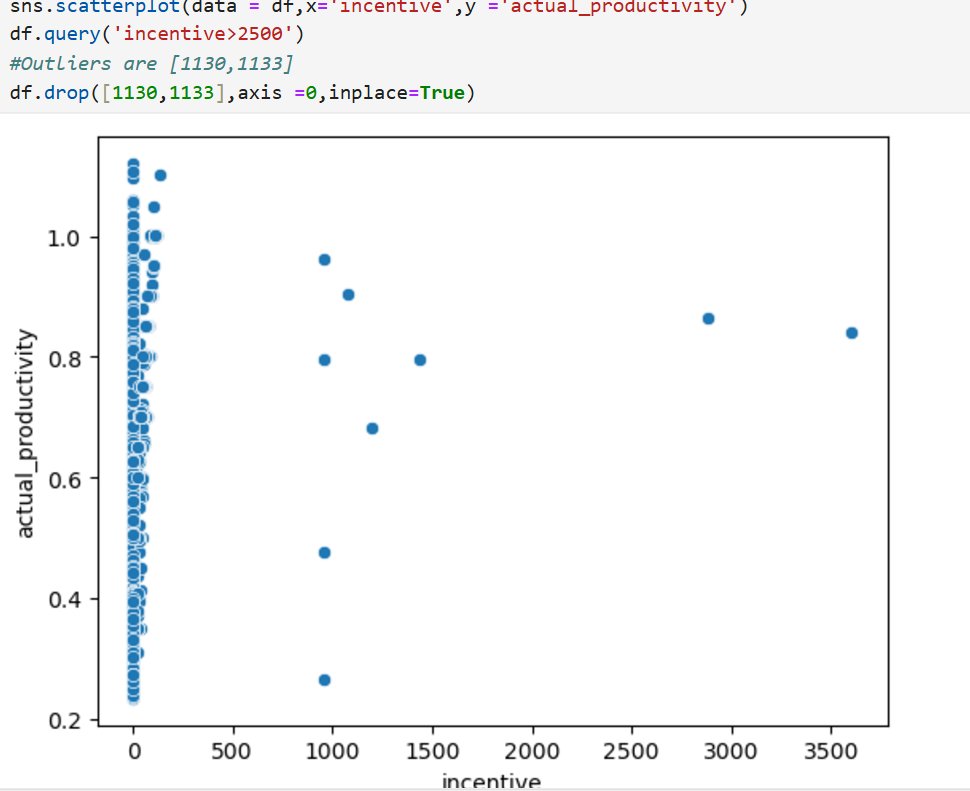 sns.scatterplot(data = df,x='incentive',y ='actual_productivity')
df.query('incentive>2500')
#Outliers are [1130,1133]
df.drop([1130,1133],axis =0,inplace=True)
1.0
0.8
0.6
0.4
0.2
actual_productivity
0 500 1000 1500 2000 2500 3000 3500
incentive